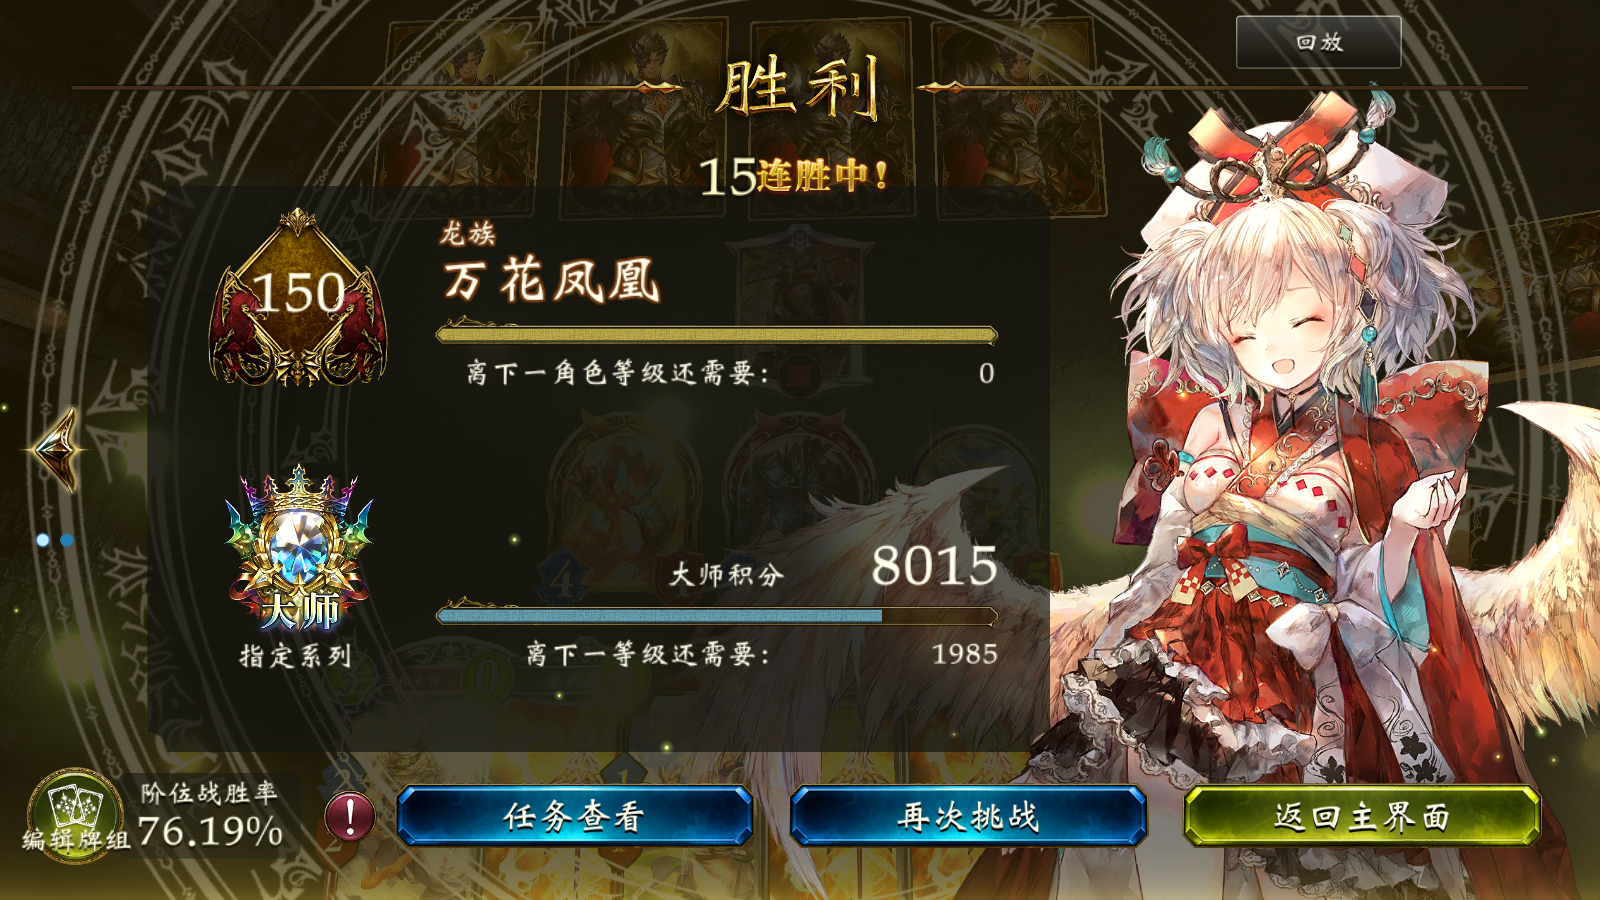 回放
胜利
15连胜中!
150
龙族
万花凤凰
离下一角色等级还需要: 0
大师
指定系列
大师积分 8015
离下一等级还需要: 1985
编辑牌组
阶位战胜率
76.19%
!
任务查看
再次挑战
返回主界面